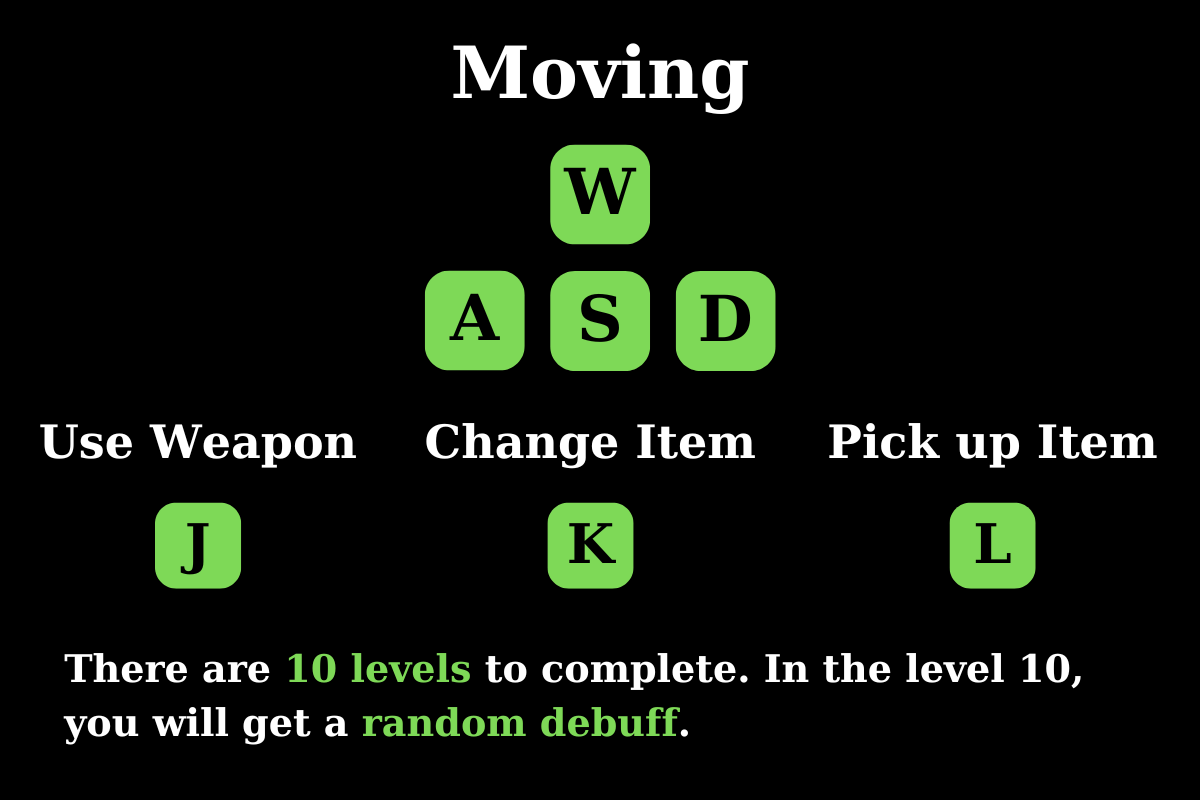 Moving
W
A S D
Use Weapon Change Item Pick up Item
J K L
There are 10 levels to complete. In the level 10,
you will get a random debuff.